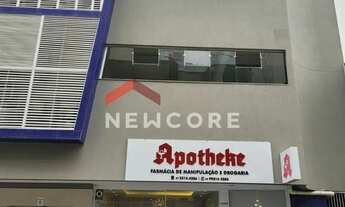 NEWCORE
Apotheke
FARMÁCIA DE MANIPULAÇÃO E DROGARIA